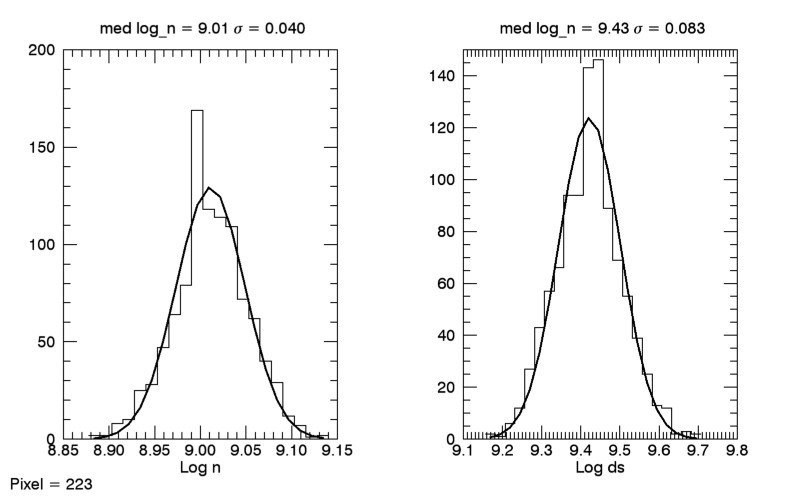 med log_n = 9.01 σ = 0.040
med log_n = 9.43 σ = 0.083
200
150
100
50
0
8.85 8.90 8.95 9.00 9.05 9.10 9.15
Log n
140
120
100
80
60
40
20
0
9.1 9.2 9.3 9.4 9.5 9.6 9.7 9.8
Log ds
Pixel = 223